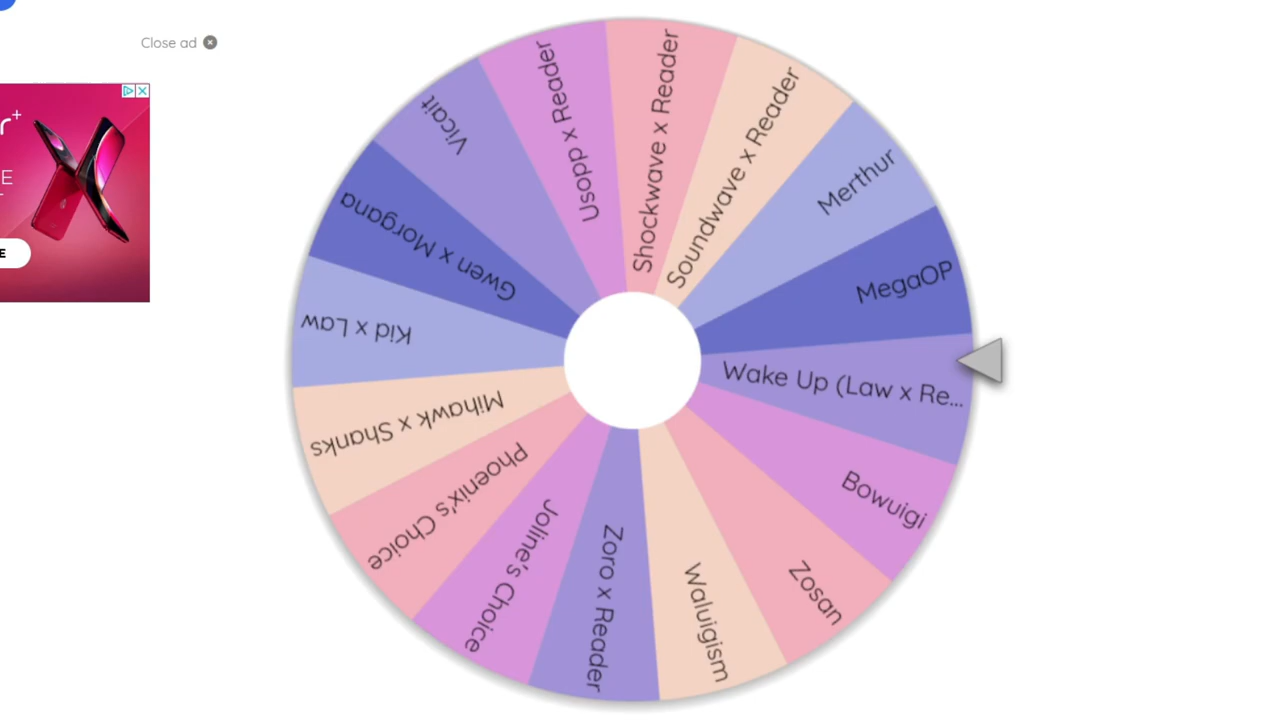 Close ad
r+
E
E
Shockwave x Reader
Soundwave x Reader
Merthur
MegaOP
Wake Up (Law x Re...
Bowuigi
Zosan
Waluigism
Zoro x Reader
Joline's Choice
Phoenix's Choice
Mihawk x Shanks
Kid x Law
Gwen x Morgana
Vicait
Usopp x Reader